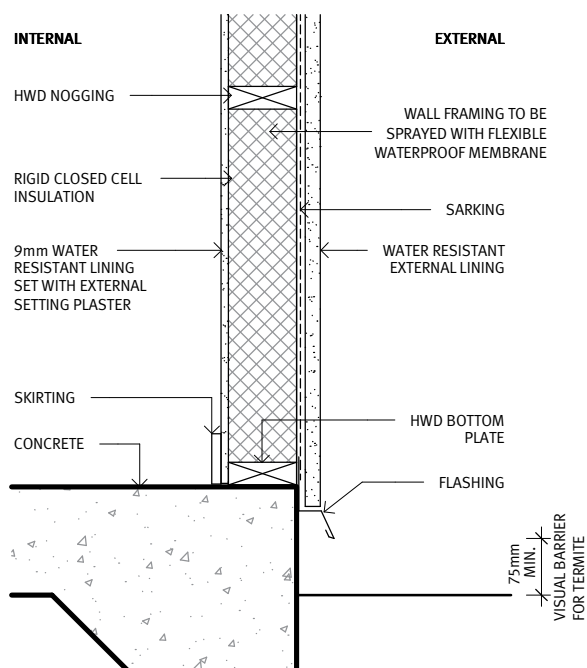 INTERNAL
EXTERNAL
HWD NOGGING
WALL FRAMING TO BE
SPRAYED WITH FLEXIBLE
WATERPROOF MEMBRANE
RIGID CLOSED CELL
INSULATION
SARKING
9mm WATER
RESISTANT LINING
SET WITH EXTERNAL
SETTING PLASTER
WATER RESISTANT
EXTERNAL LINING
SKIRTING
HWD BOTTOM
PLATE
CONCRETE
FLASHING
75mm
MIN.
VISUAL BARRIER
FOR TERMITE